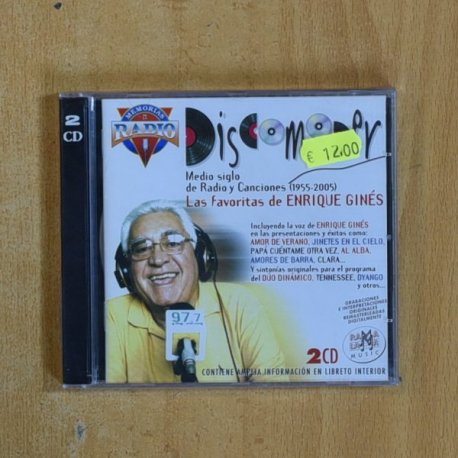 2
CD
MEMORIAS
RADIO
Discomoder
€ 12,00
Medio siglo
de Radio y Canciones (1955-2005)
Las favoritas de ENRIQUE GINÉS
Incluyendo la voz de ENRIQUE GINÉS
en las presentaciones y éxitos como:
AMOR DE VERANO, JINETES EN EL CIELO,
PAPÁ CUÉNTAME OTRA VEZ, AL ALBA,
AMORES DE BARRA, CLARA...
Y sintonías originales para el programa
del DÚO DINÁMICO, TENNESSEE, DYANGO
y otros...
GRABACIONES
E INTERPRETACIONES
ORIGINALES
REMASTERIZADAS
DIGITALMENTE
97.7
2CD
RAMA
LAMA
MUSIC
CONTIENE AMPLIA INFORMACIÓN EN LIBRETO INTERIOR